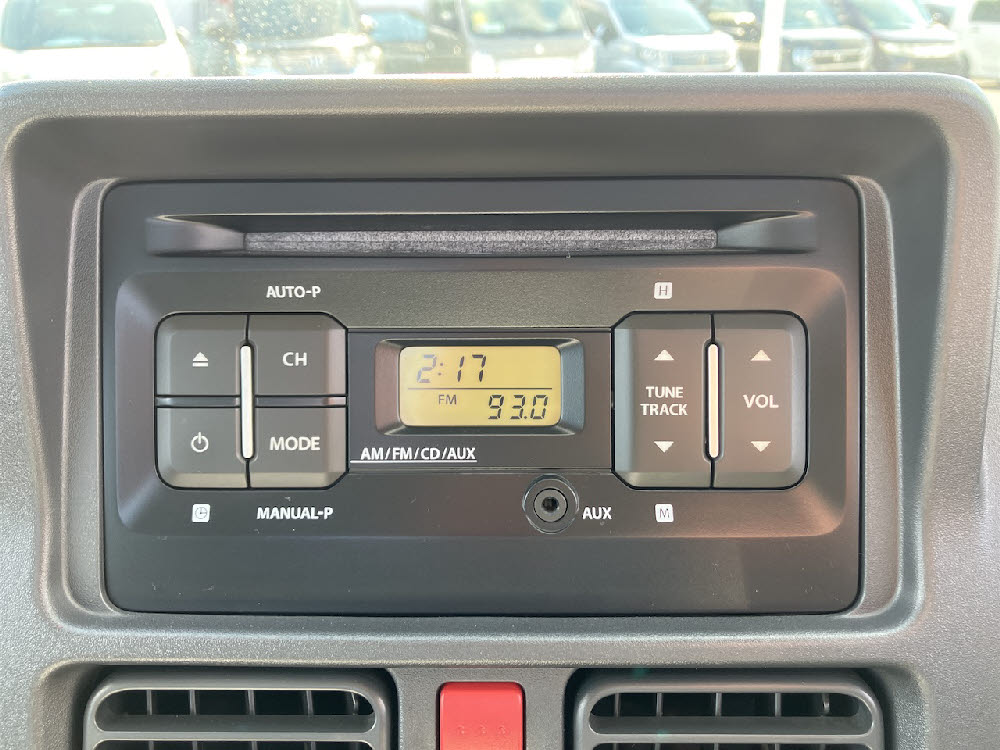 AUTO-P
H
CH
2:17
FM 93.0
TUNE
TRACK
VOL
MODE
AM/FM/CD/AUX
MANUAL-P
AUX
M